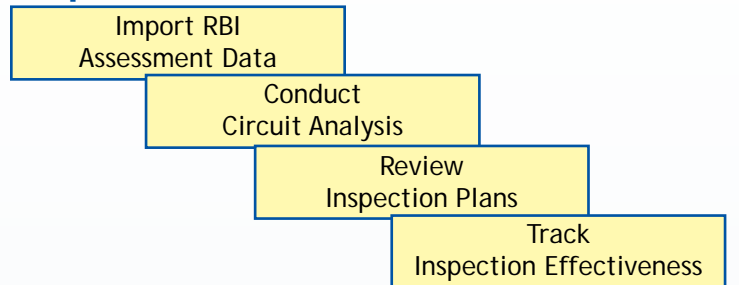 Import RBI
Assessment Data
Conduct
Circuit Analysis
Review
Inspection Plans
Track
Inspection Effectiveness